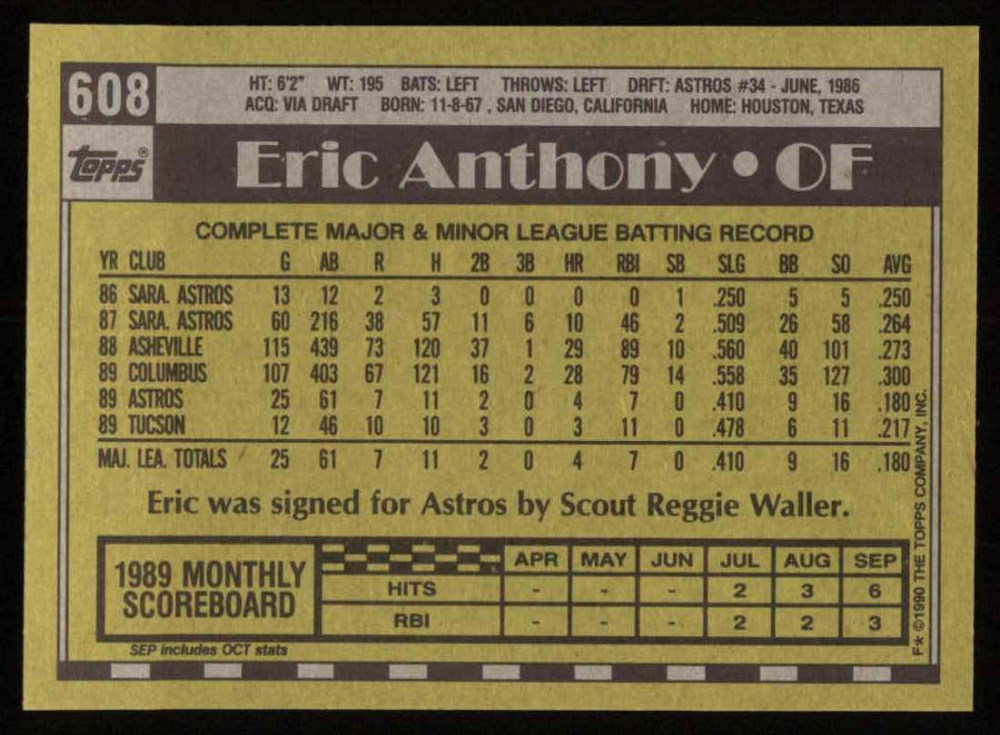 608
HT: 6'2" WT: 195 BATS: LEFT THROWS: LEFT DRFT: ASTROS #34 - JUNE, 1986
ACQ: VIA DRAFT BORN: 11-8-67 , SAN DIEGO, CALIFORNIA HOME: HOUSTON, TEXAS
topps®
Eric Anthony • OF
COMPLETE MAJOR & MINOR LEAGUE BATTING RECORD
YR CLUB G AB R H 2B 3B HR RBI SB SLG BB SO AVG
86 SARA. ASTROS 13 12 2 3 0 0 0 0 1 .250 5 5 .250
87 SARA. ASTROS 60 216 38 57 11 6 10 46 2 .509 26 58 .264
88 ASHEVILLE 115 439 73 120 37 1 29 89 10 .560 40 101 .273
89 COLUMBUS 107 403 67 121 16 2 28 79 14 .558 35 127 .300
89 ASTROS 25 61 7 11 2 0 4 7 0 .410 9 16 .180
89 TUCSON 12 46 10 10 3 0 3 11 0 .478 6 11 .217
MAJ. LEA. TOTALS 25 61 7 11 2 0 4 7 0 .410 9 16 .180
Eric was signed for Astros by Scout Reggie Waller.
1989 MONTHLY
SCOREBOARD
APR MAY JUN JUL AUG SEP
HITS - - - 2 3 6
RBI - - - 2 2 3
SEP includes OCT stats
F* ©1990 THE TOPPS COMPANY, INC.